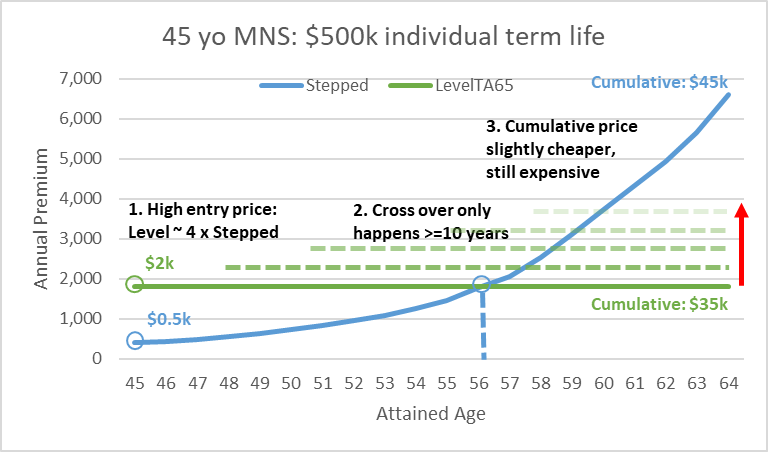 45 yo MNS: $500k individual term life
7,000
6,000
5,000
4,000
3,000
2,000
1,000
0
Annual Premium
Stepped
LevelTA65
Cumulative: $45k
3. Cumulative price
slightly cheaper,
still expensive
1. High entry price:
Level ~ 4 x Stepped
2. Cross over only
happens >=10 years
$2k
$0.5k
Cumulative: $35k
45 46 47 48 49 50 51 52 53 54 55 56 57 58 59 60 61 62 63 64
Attained Age